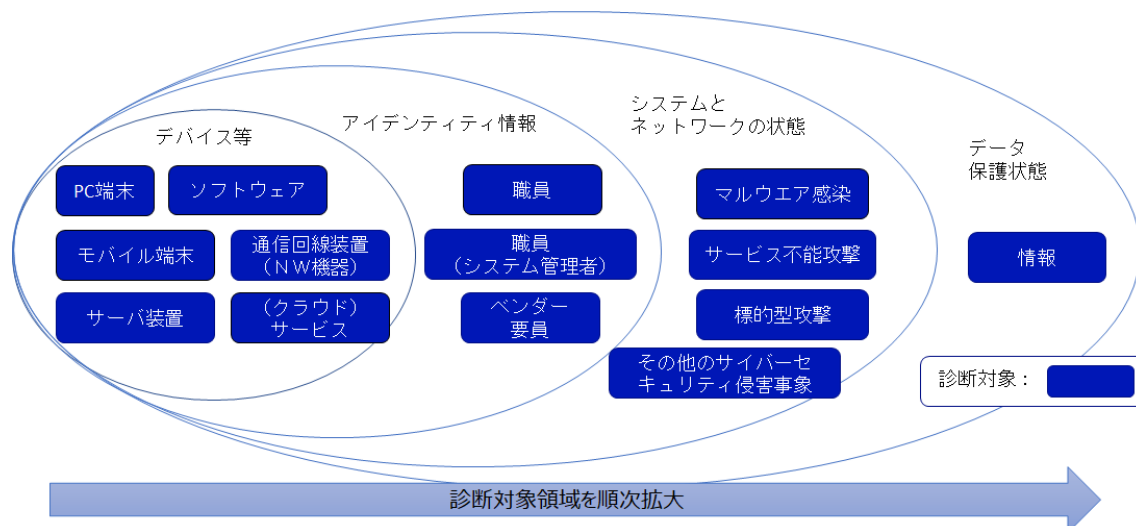 デバイス等
PC端末
ソフトウェア
モバイル端末
通信回線装置
（NW機器）
サーバ装置
（クラウド）
サービス
アイデンティティ情報
職員
職員
（システム管理者）
ベンダー
要員
システムと
ネットワークの状態
マルウエア感染
サービス不能攻撃
標的型攻撃
その他のサイバーセ
キュリティ侵害事象
データ
保護状態
情報
診断対象：
診断対象領域を順次拡大